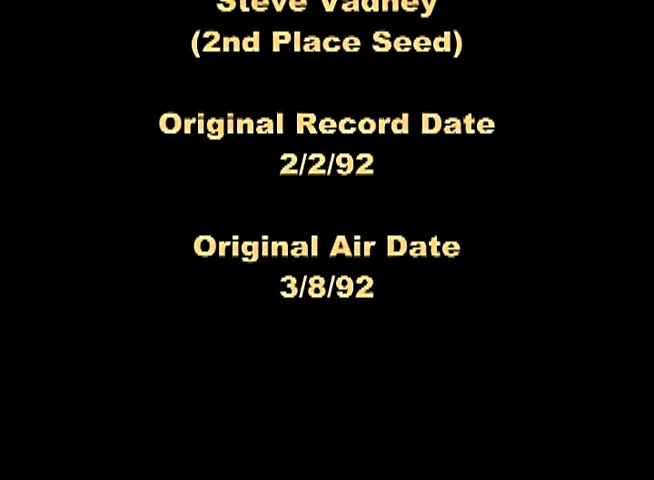 Steve Vadney
(2nd Place Seed)
Original Record Date
2/2/92
Original Air Date
3/8/92